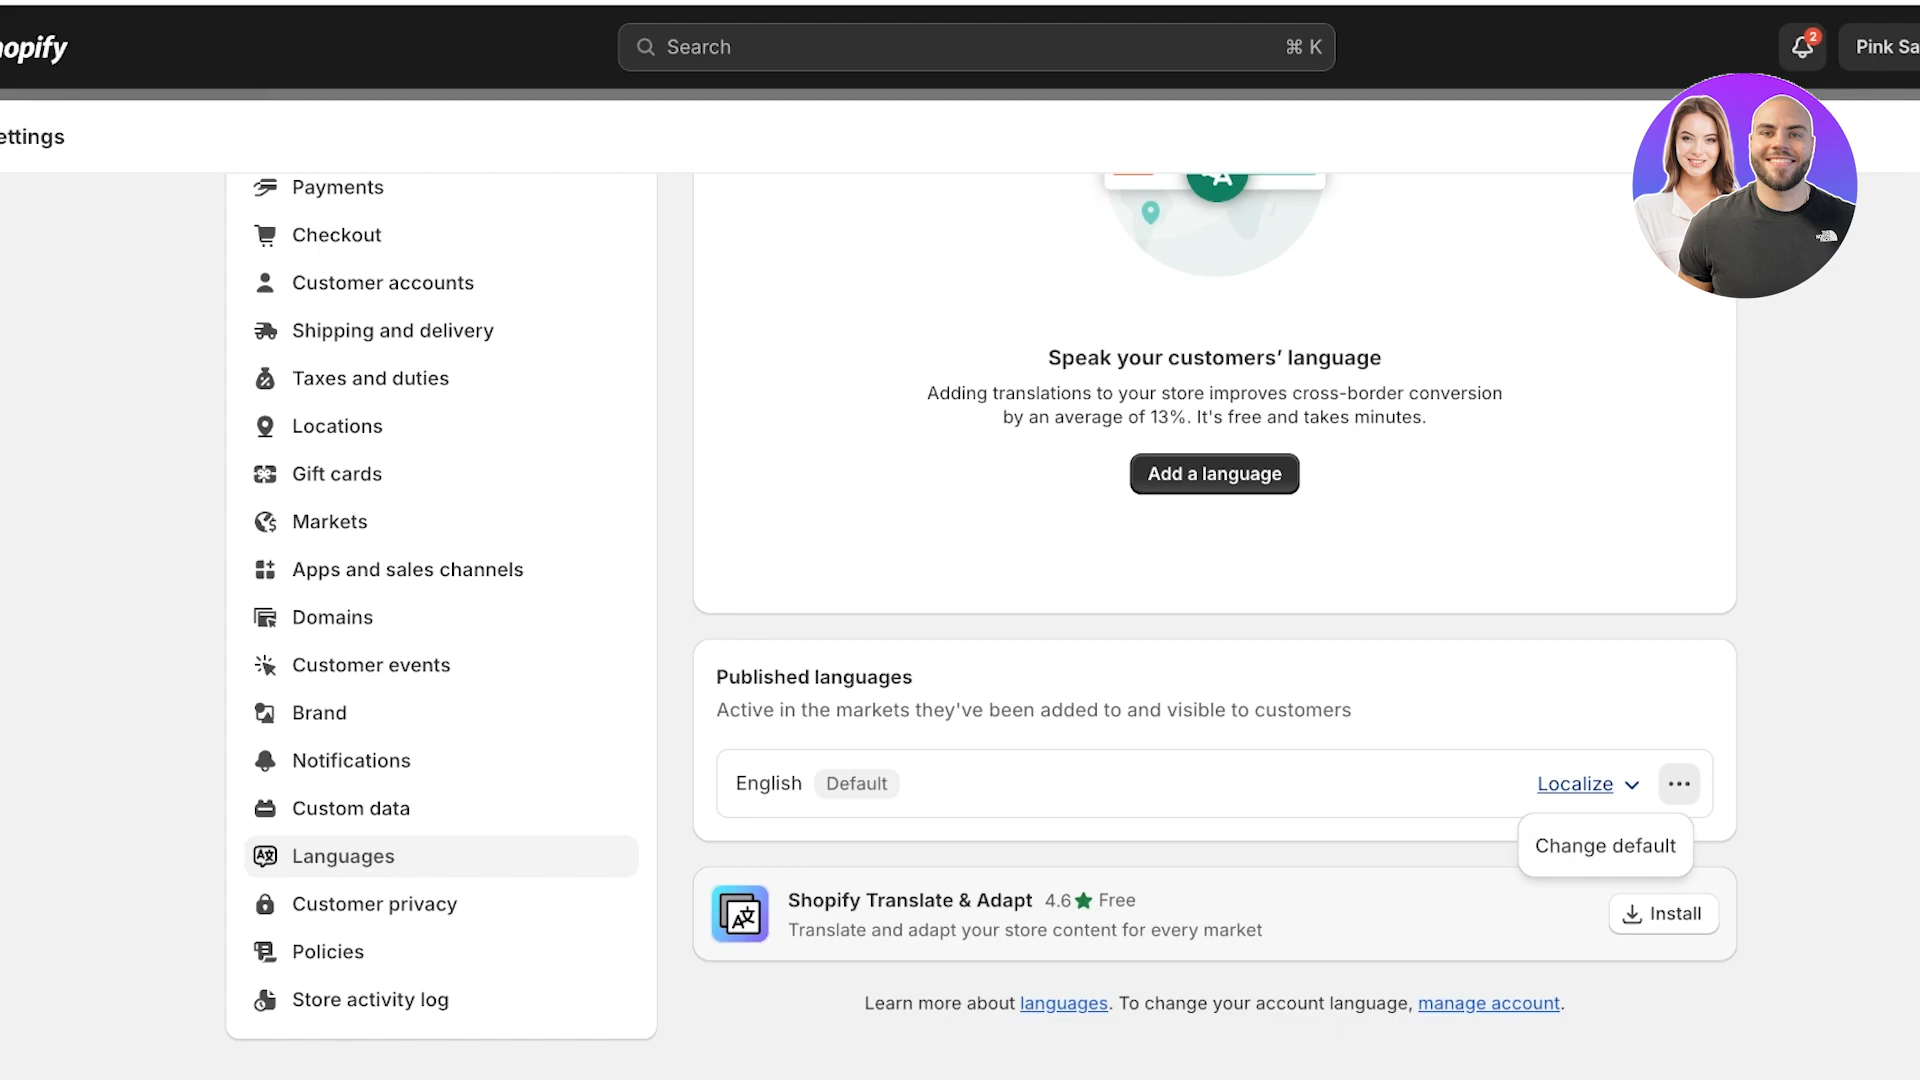 hopify
Search
⌘ K
2
Pink Sa
ettings
Payments
Checkout
Customer accounts
Shipping and delivery
Taxes and duties
Locations
Gift cards
Markets
Apps and sales channels
Domains
Customer events
Brand
Notifications
Custom data
Languages
Customer privacy
Policies
Store activity log
A
Speak your customers’ language
Adding translations to your store improves cross-border conversion
by an average of 13%. It's free and takes minutes.
Add a language
Published languages
Active in the markets they've been added to and visible to customers
English Default
Localize
Change default
Shopify Translate & Adapt 4.6★ Free
Translate and adapt your store content for every market
Install
Learn more about languages. To change your account language, manage account.